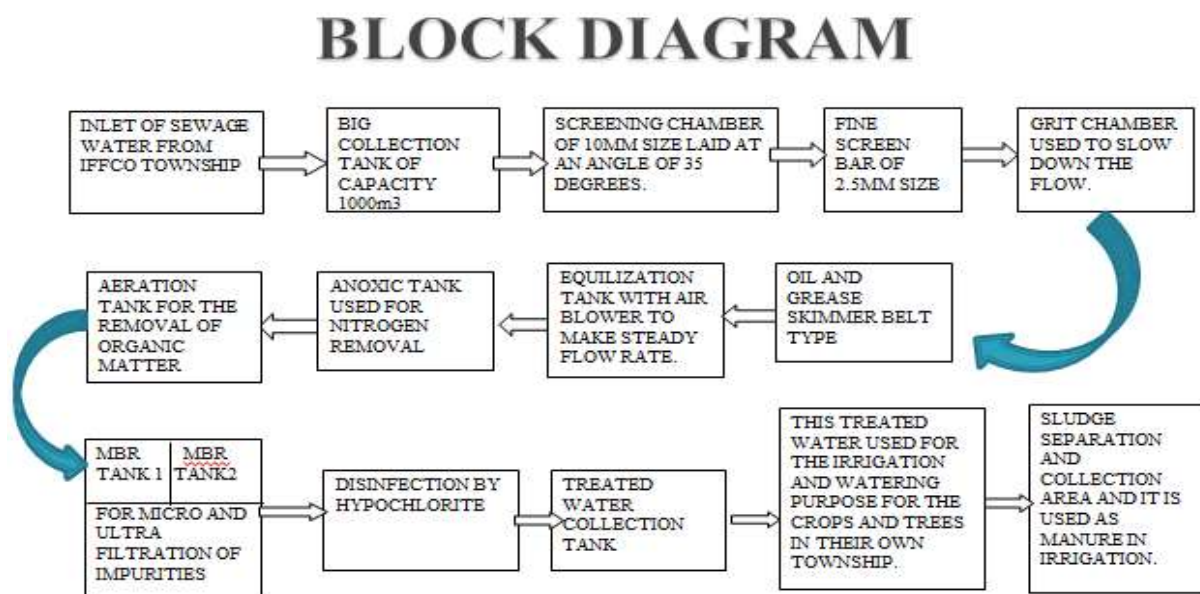 BLOCK DIAGRAM
INLET OF SEWAGE
WATER FROM
IFFCO TOWNSHIP
BIG
COLLECTION
TANK OF
CAPACITY
1000m3
SCREENING CHAMBER
OF 10MM SIZE LAID AT
AN ANGLE OF 35
DEGREES.
FINE
SCREEN
BAR OF
2.5MM SIZE
GRIT CHAMBER
USED TO SLOW
DOWN THE
FLOW.
OIL AND
GREASE
SKIMMER BELT
TYPE
EQUILIZATION
TANK WITH AIR
BLOWER TO
MAKE STEADY
FLOW RATE.
ANOXIC TANK
USED FOR
NITROGEN
REMOVAL
AERATION
TANK FOR THE
REMOVAL OF
ORGANIC
MATTER
MBR
TANK 1
MBR
TANK2
FOR MICRO AND
ULTRA
FILTRATION OF
IMPURITIES
DISINFECTION BY
HYPOCHLORITE
TREATED
WATER
COLLECTION
TANK
THIS TREATED
WATER USED FOR
THE IRRIGATION
AND WATERING
PURPOSE FOR THE
CROPS AND TREES
IN THEIR OWN
TOWNSHIP.
SLUDGE
SEPARATION
AND
COLLECTION
AREA AND IT IS
USED AS
MANURE IN
IRRIGATION.